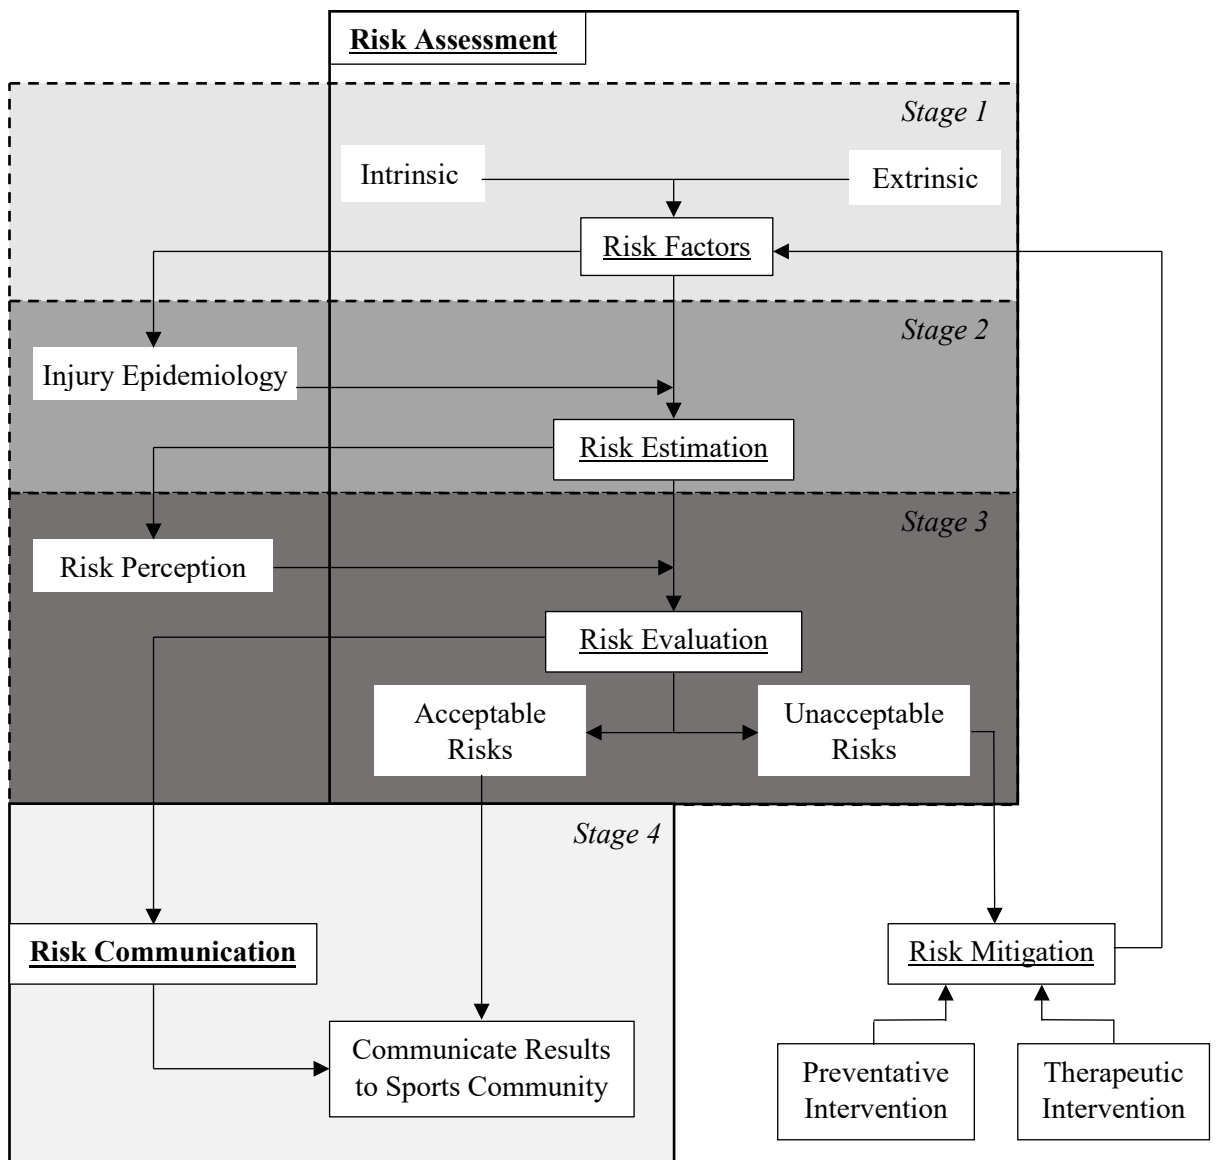 Risk Assessment
Stage 1
Intrinsic
Extrinsic
Risk Factors
Stage 2
Injury Epidemiology
Risk Estimation
Stage 3
Risk Perception
Risk Evaluation
Acceptable
Risks
Unacceptable
Risks
Stage 4
Risk Communication
Risk Mitigation
Communicate Results
to Sports Community
Preventative
Intervention
Therapeutic
Intervention